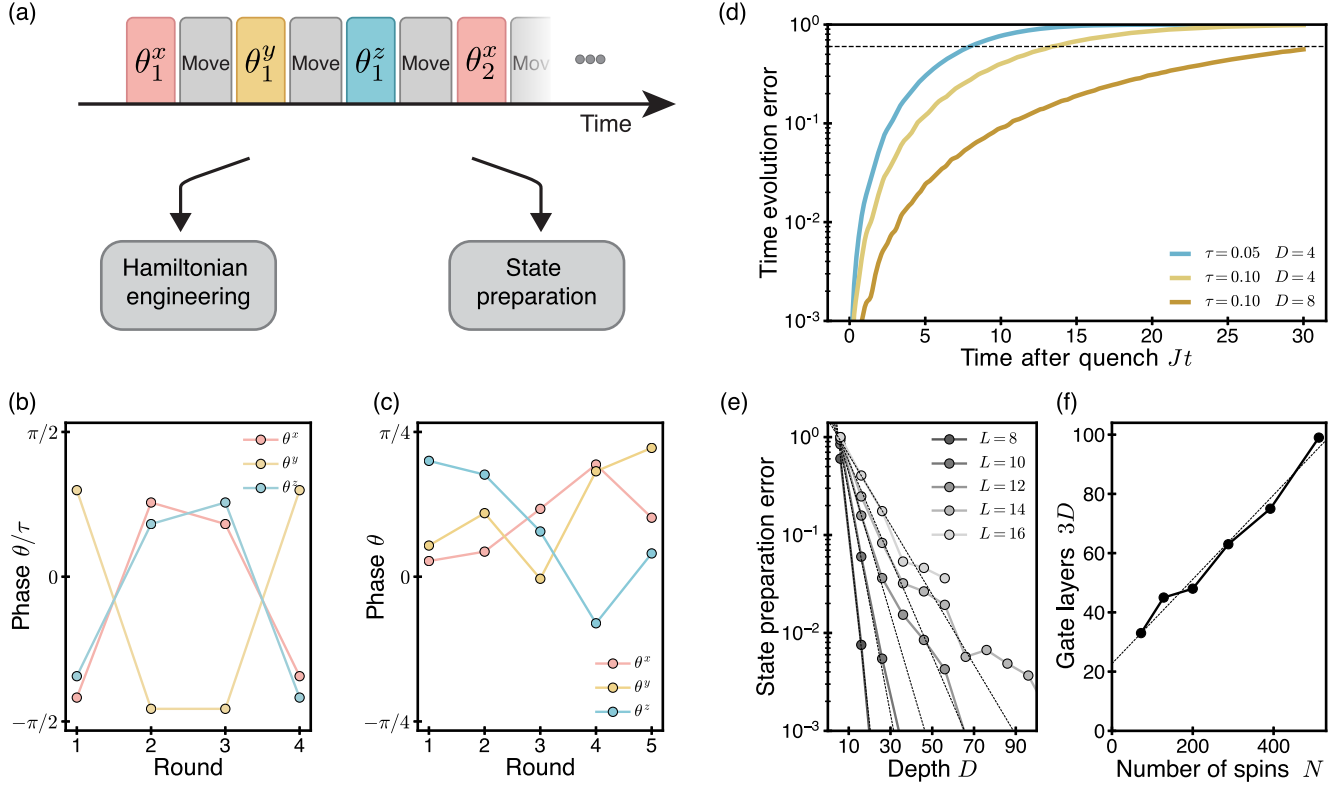 (a)
θ₁ˣ Move θ₁ʸ Move θ₁ᶻ Move θ₂ˣ Mov
Time
Hamiltonian
engineering
State
preparation
(b)
Phase θ/τ
π/2
0
−π/2
θˣ
θʸ
θᶻ
1 2 3 4
Round
(c)
Phase θ
π/4
0
−π/4
θˣ
θʸ
θᶻ
1 2 3 4 5
Round
(d)
Time evolution error
10⁰
10⁻¹
10⁻²
10⁻³
τ = 0.05 D = 4
τ = 0.10 D = 4
τ = 0.10 D = 8
0 5 10 15 20 25 30
Time after quench Jt
(e)
State preparation error
10⁰
10⁻¹
10⁻²
10⁻³
L = 8
L = 10
L = 12
L = 14
L = 16
10 30 50 70 90
Depth D
(f)
Gate layers 3D
100
80
60
40
20
0
0 200 400
Number of spins N